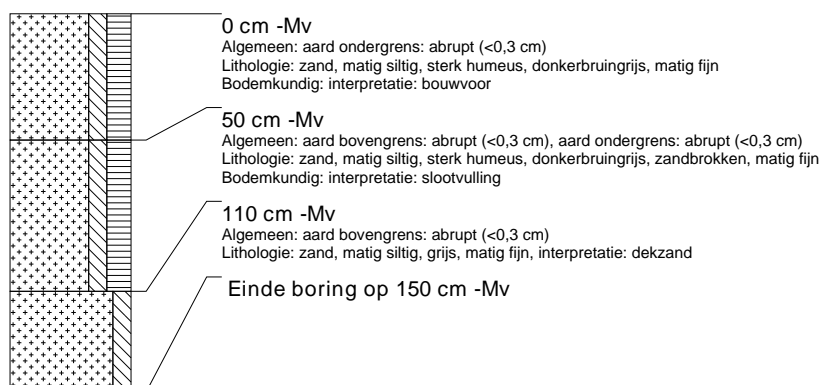 0 cm -Mv
Algemeen: aard ondergrens: abrupt (<0,3 cm)
Lithologie: zand, matig siltig, sterk humeus, donkerbruingrijs, matig fijn
Bodemkundig: interpretatie: bouwvoor
50 cm -Mv
Algemeen: aard bovengrens: abrupt (<0,3 cm), aard ondergrens: abrupt (<0,3 cm)
Lithologie: zand, matig siltig, sterk humeus, donkerbruingrijs, zandbrokken, matig fijn
Bodemkundig: interpretatie: slootvulling
110 cm -Mv
Algemeen: aard bovengrens: abrupt (<0,3 cm)
Lithologie: zand, matig siltig, grijs, matig fijn, interpretatie: dekzand
Einde boring op 150 cm -Mv